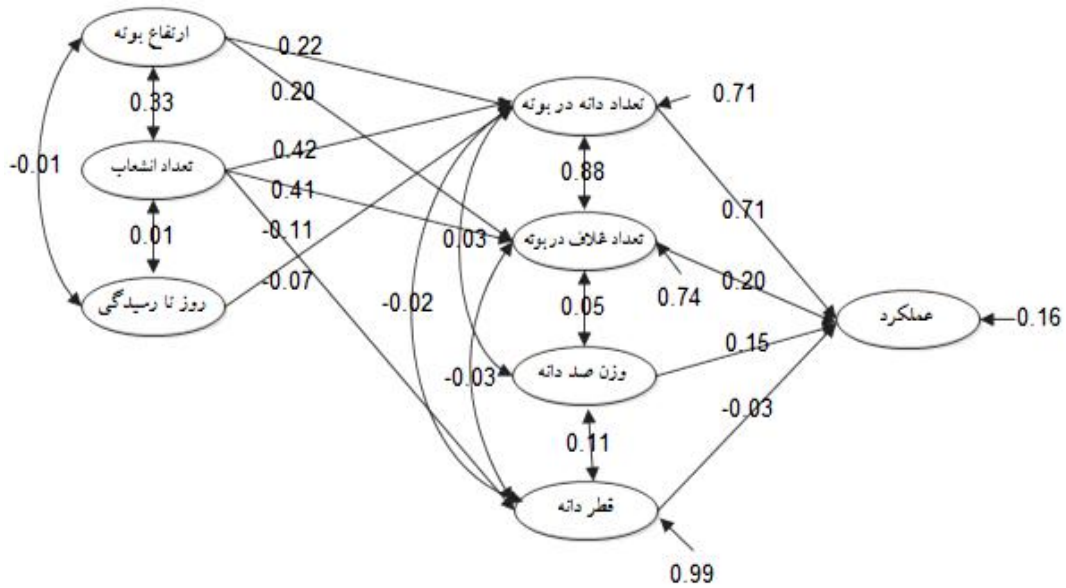 ارتفاع بوته
0.22
0.33
0.20
تعداد دانه در بوته
0.71
-0.01
تعداد انشعاب
0.42
0.41
0.88
0.71
0.01
-0.11
0.03
تعداد غلاف در بوته
روز تا رسیدگی
-0.07
-0.02
0.05
0.74
0.20
عملکرد
0.16
-0.03
وزن صد دانه
0.15
0.11
-0.03
قطر دانه
0.99